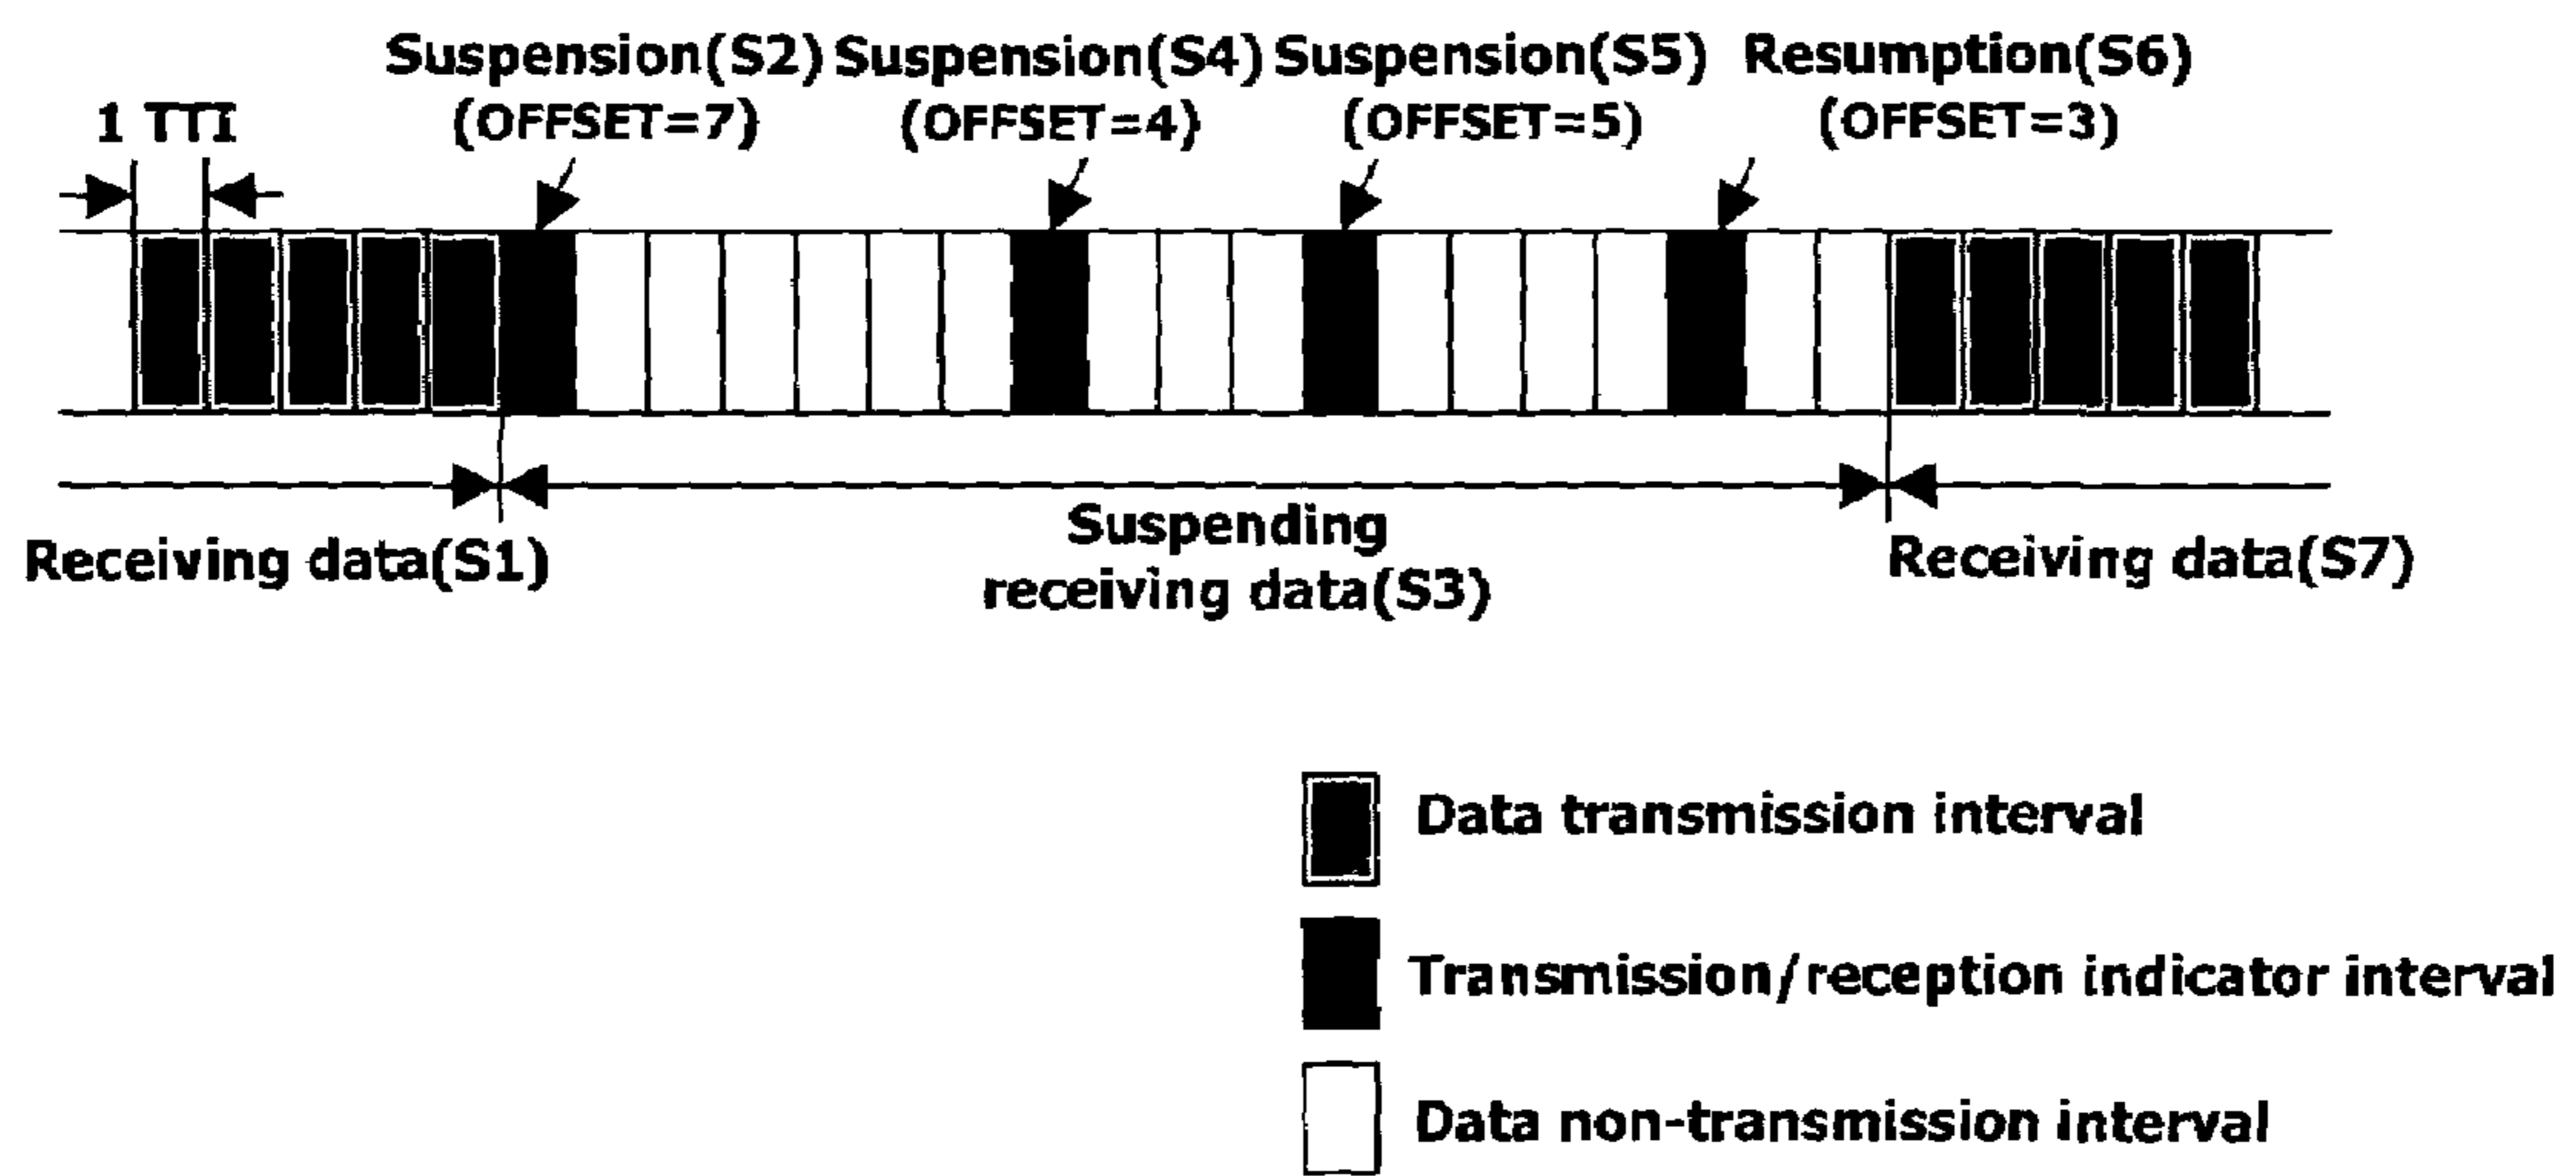 Suspension(S2) Suspension(S4) Suspension(S5) Resumption(S6)
1 TTI (OFFSET=7) (OFFSET=4) (OFFSET=5) (OFFSET=3)
Receiving data(S1)
Suspending
receiving data(S3)
Receiving data(S7)
Data transmission interval
Transmission/reception indicator interval
Data non-transmission interval